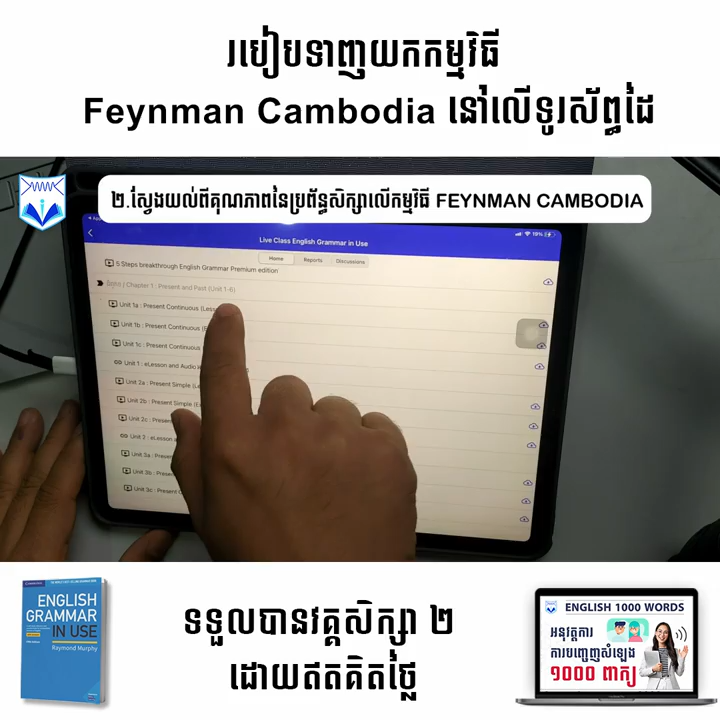 របៀបទាញយកកម្មវិធី
Feynman Cambodia នៅលើទូរស័ព្ធដៃ
២.ស្វែងយល់ពីគុណភាពនៃប្រព័ន្ធសិក្សាលើកម្មវិធី FEYNMAN CAMBODIA
19%
Live Class English Grammar in Use
Home Reports Discussions
5 Steps breakthrough English Grammar Premium edition
/ Chapter 1 : Present and Past (Unit 1-6)
Unit 1a : Present Continuous
Unit 1b : Present Continuous
Unit 1c : Present Continuous
Unit 1 : eLesson and Audio
Unit 2a : Present Simple
Unit 2b : Present Simple
Unit 2c :
Unit 2 : eLesson
Unit 3a : Present
Unit 3b :
Unit 3c : Present
ENGLISH
GRAMMAR
IN USE
Raymond Murphy
ទទួលបានវគ្គសិក្សា ២
ដោយឥតគិតថ្លៃ
ENGLISH 1000 WORDS
អនុវត្តការ
ការបញ្ចេញសំឡេង
១០០០ ពាក្យ